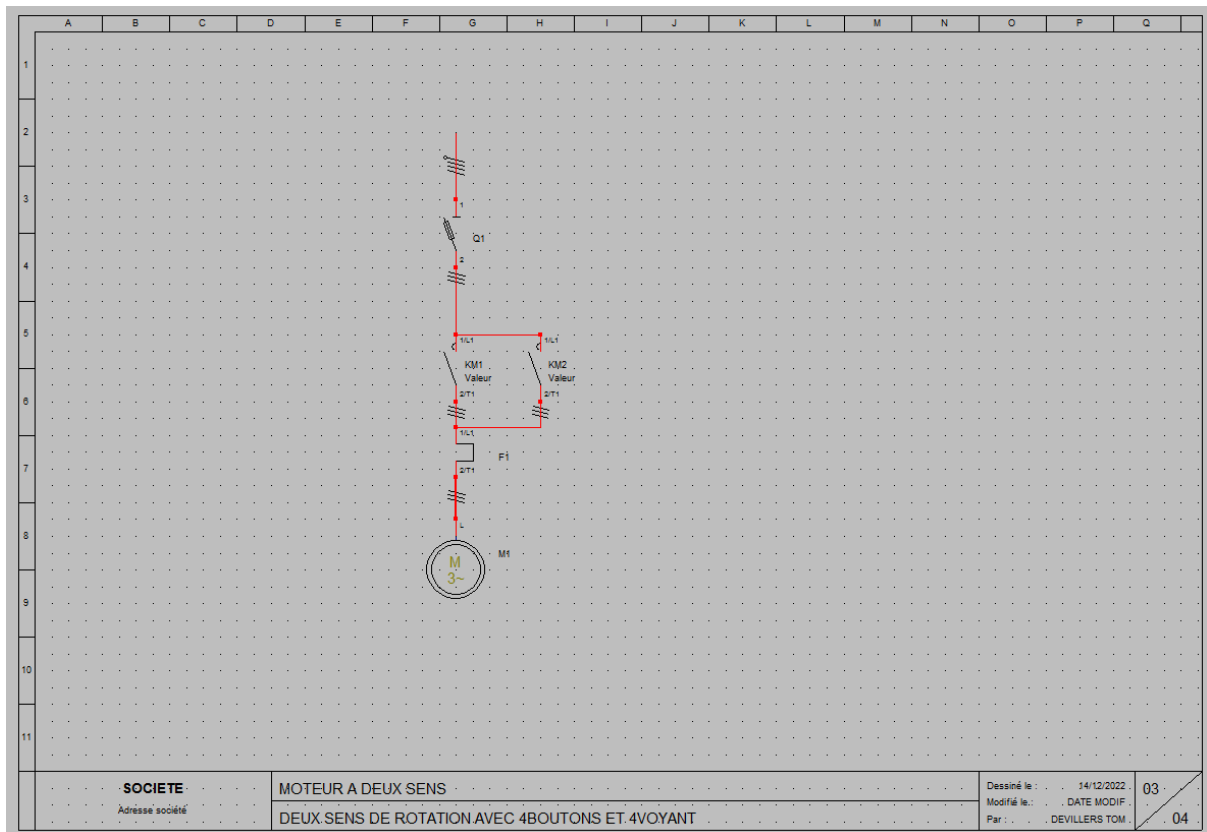 A B C D E F G H I J K L M N O P Q
1
2
3
1
Q1
4
2
5
1/L1 1/L1
KM1 KM2
Valeur Valeur
2/T1 2/T1
6
1/L1
F1
7
2/T1
L
8
M1
M
3~
9
10
11
SOCIETE
Adresse société
MOTEUR A DEUX SENS
DEUX SENS DE ROTATION AVEC 4BOUTONS ET 4VOYANT
Dessiné le : 14/12/2022
Modifié le.: DATE MODIF
Par : DEVILLERS TOM
03
04